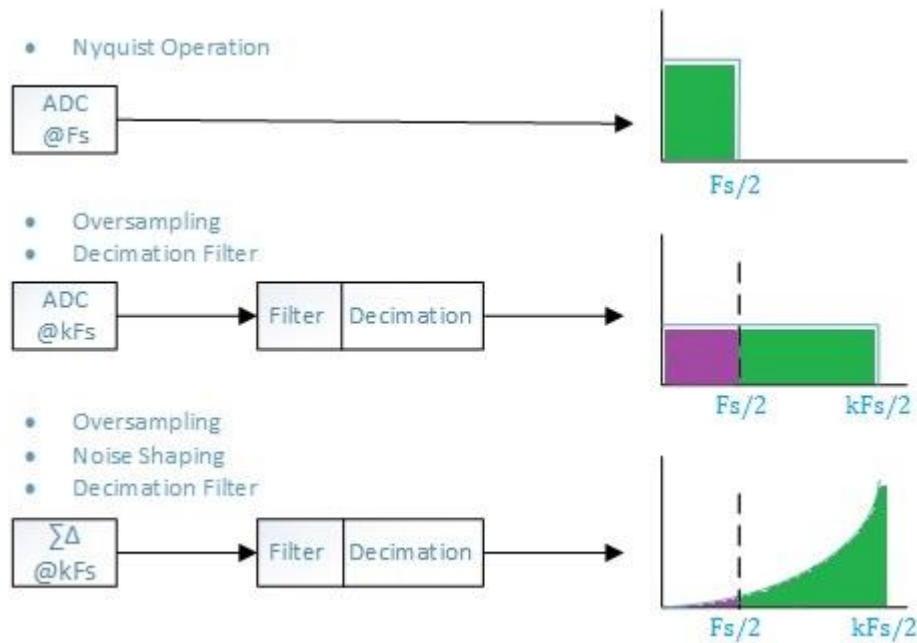 • Nyquist Operation
ADC
@Fs
Fs/2
• Oversampling
• Decimation Filter
ADC
@kFs
Filter
Decimation
Fs/2
kFs/2
• Oversampling
• Noise Shaping
• Decimation Filter
∑Δ
@kFs
Filter
Decimation
Fs/2
kFs/2